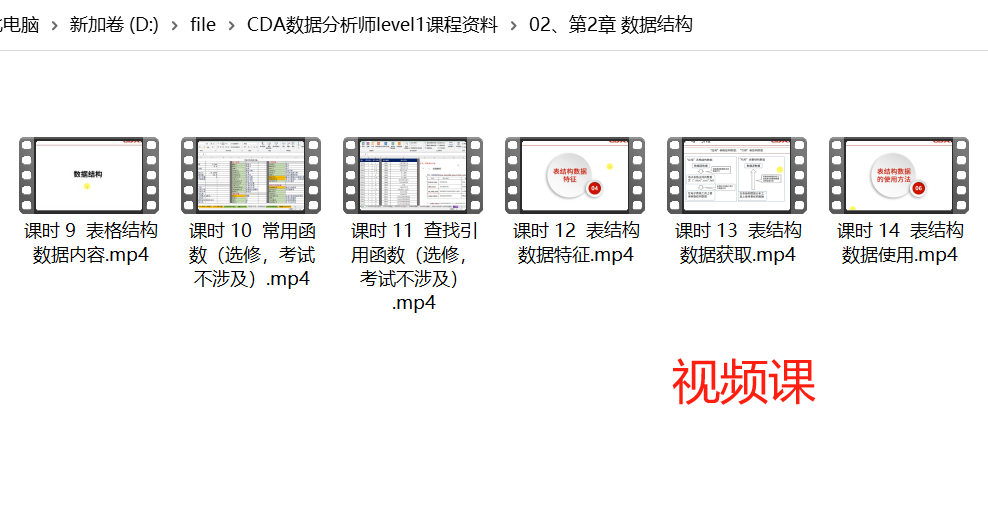 电脑 > 新加卷 (D:) > file > CDA数据分析师level1课程资料 > 02、第2章 数据结构
数据结构
表结构数据
特征
04
表结构数据
的使用方法
06
课时 9 表格结构
数据内容.mp4
课时 10 常用函
数（选修，考试
不涉及）.mp4
课时 11 查找引
用函数（选修，
考试不涉及）
.mp4
课时 12 表结构
数据特征.mp4
课时 13 表结构
数据获取.mp4
课时 14 表结构
数据使用.mp4
视频课